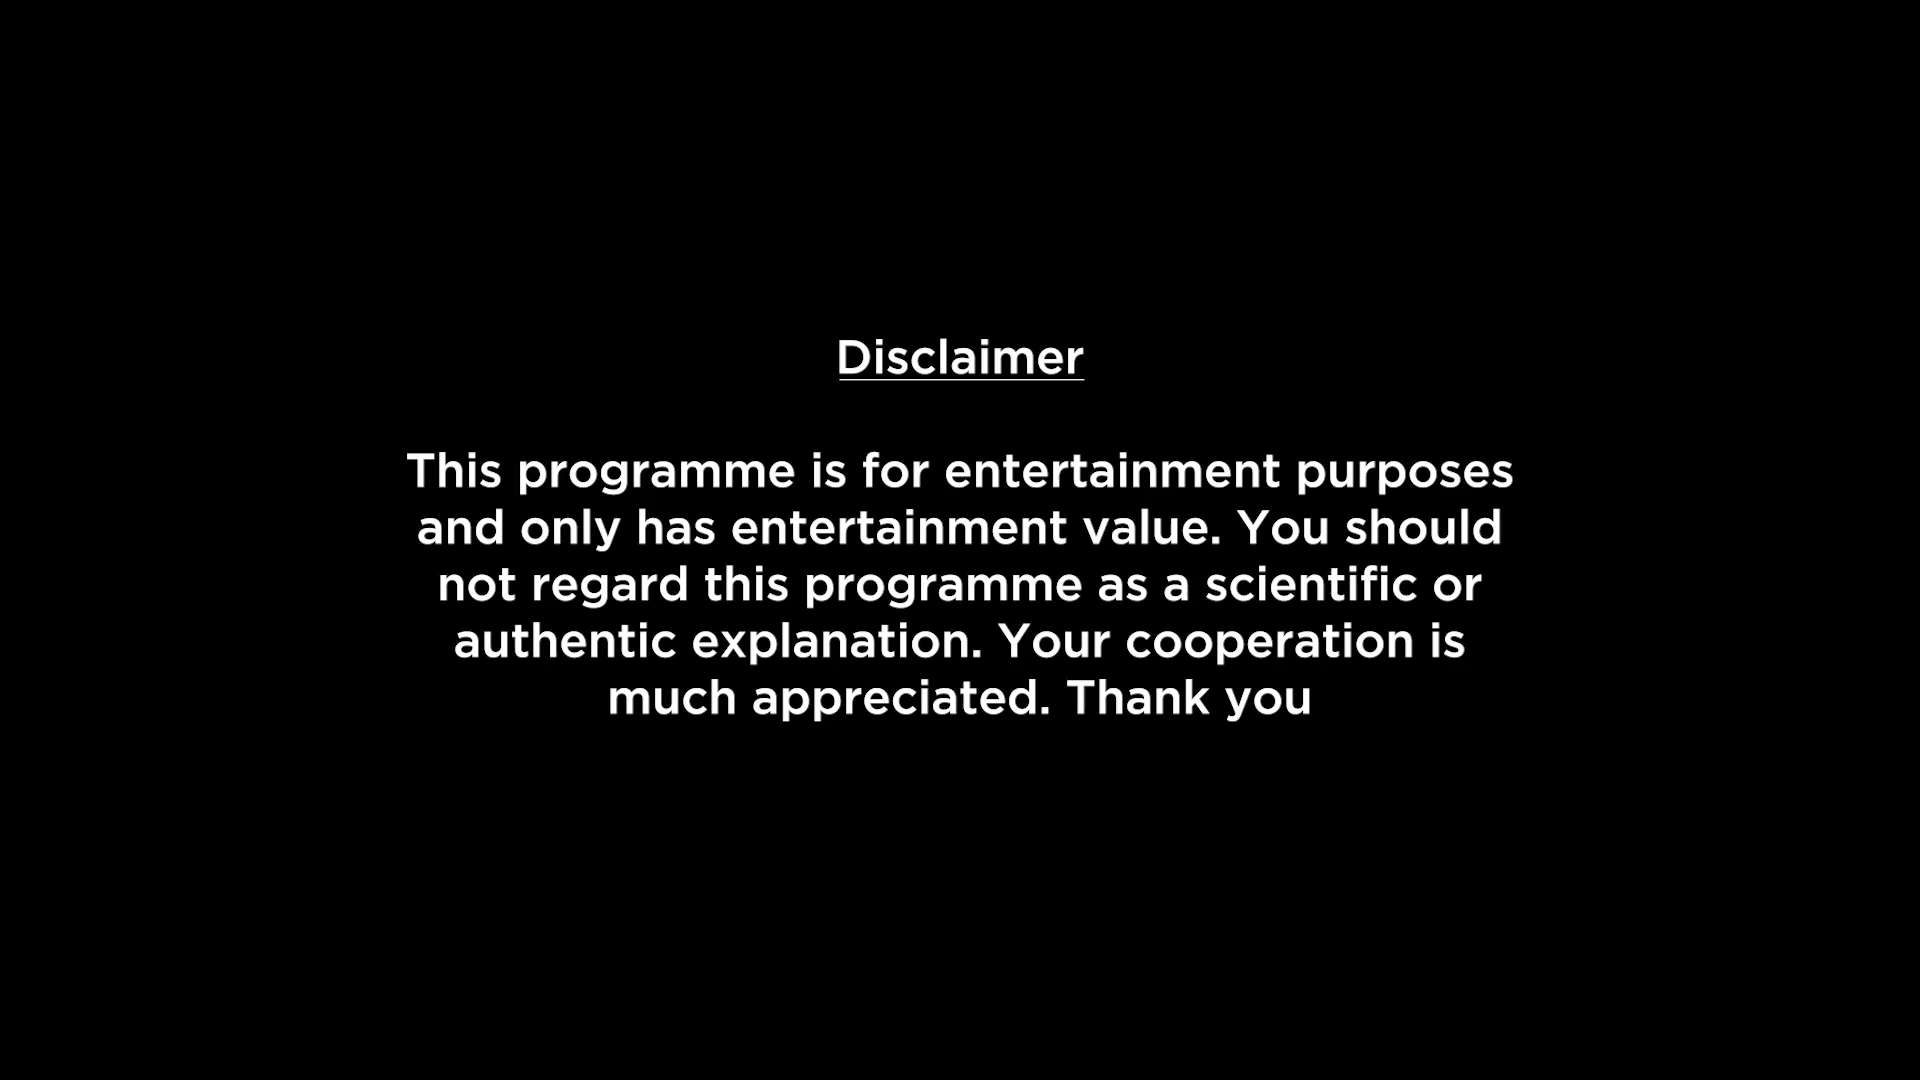 Disclaimer
This programme is for entertainment purposes
and only has entertainment value. You should
not regard this programme as a scientific or
authentic explanation. Your cooperation is
much appreciated. Thank you